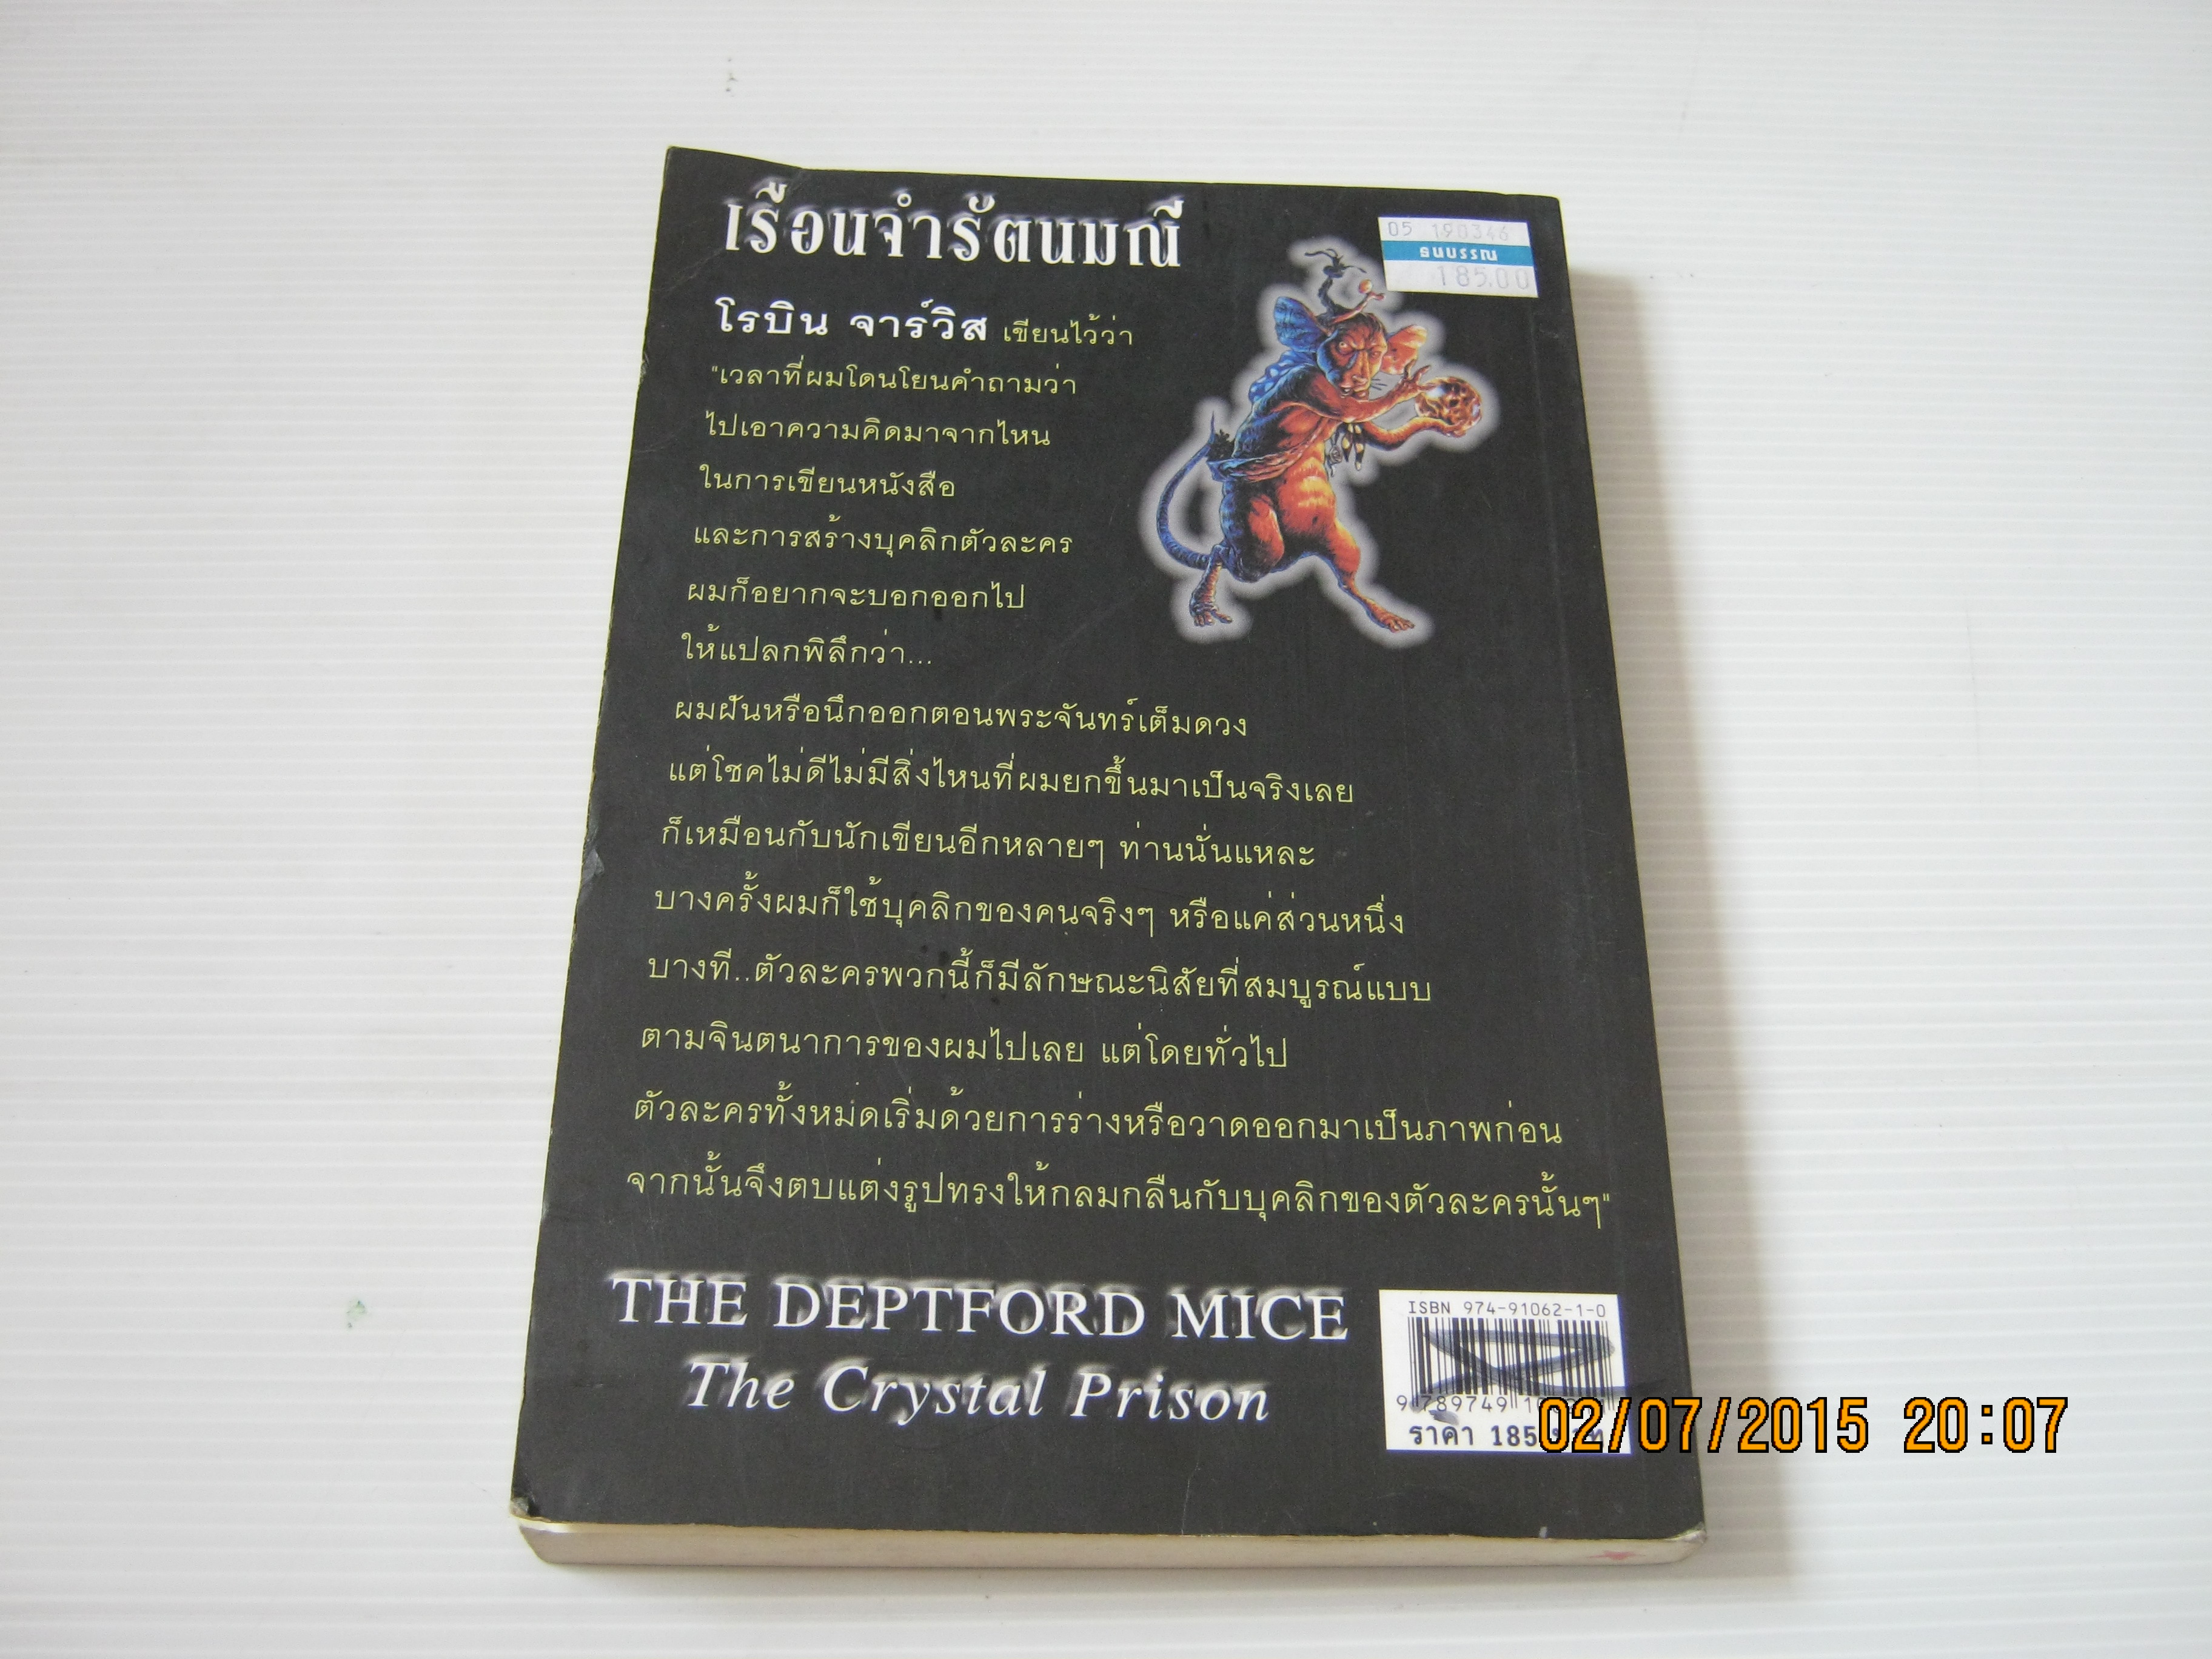 เรือนจำรัตนมณี
05 190346
ธนบรรณ
185.00
โรบิน จาร์วิส เขียนไว้ว่า
"เวลาที่ผมโดนโยนคำถามว่า
ไปเอาความคิดมาจากไหน
ในการเขียนหนังสือ
และการสร้างบุคลิกตัวละคร
ผมก็อยากจะบอกออกไป
ให้แปลกพิลึกว่า...
ผมฝันหรือนึกออกตอนพระจันทร์เต็มดวง
แต่โชคไม่ดีไม่มีสิ่งไหนที่ผมยกขึ้นมาเป็นจริงเลย
ก็เหมือนกับนักเขียนอีกหลายๆ ท่านนั่นแหละ
บางครั้งผมก็ใช้บุคลิกของคนจริงๆ หรือแค่ส่วนหนึ่ง
บางที..ตัวละครพวกนี้ก็มีลักษณะนิสัยที่สมบูรณ์แบบ
ตามจินตนาการของผมไปเลย แต่โดยทั่วไป
ตัวละครทั้งหมดเริ่มด้วยการร่างหรือวาดออกมาเป็นภาพก่อน
จากนั้นจึงตบแต่งรูปทรงให้กลมกลืนกับบุคลิกของตัวละครนั้นๆ"
THE DEPTFORD MICE
The Crystal Prison
ISBN 974-91062-1-0
9 789749 1
ราคา 185 บาท
02/07/2015 20:07